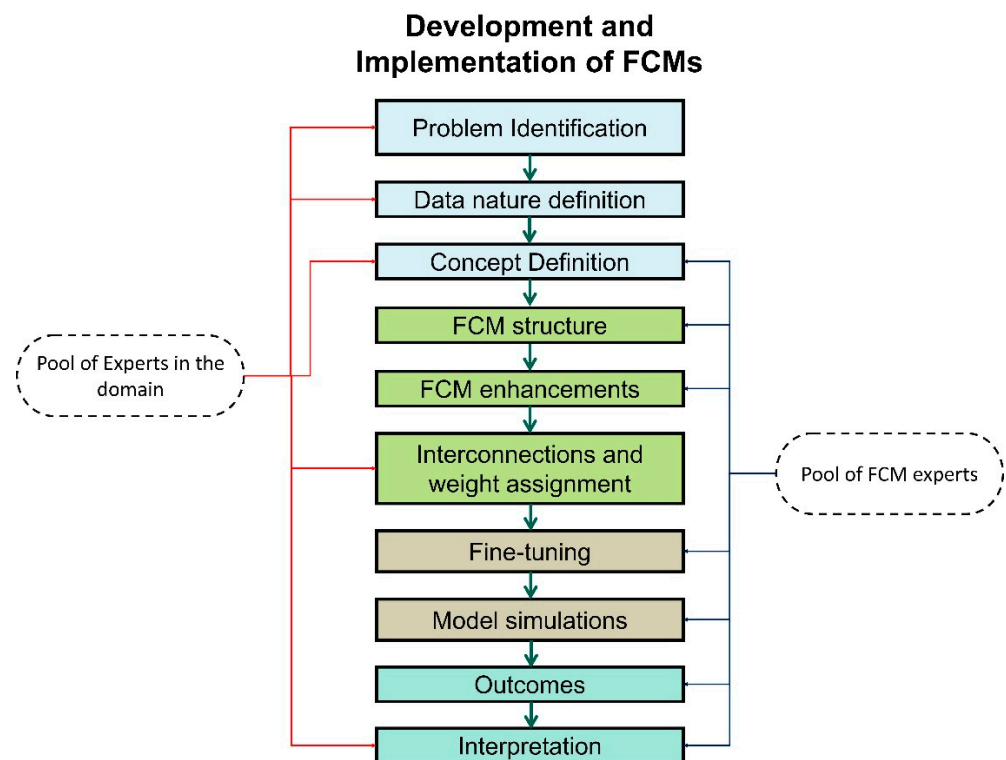 Development and
Implementation of FCMs
Problem Identification
Data nature definition
Concept Definition
FCM structure
Pool of Experts in the
domain
FCM enhancements
Interconnections and
weight assignment
Pool of FCM experts
Fine-tuning
Model simulations
Outcomes
Interpretation